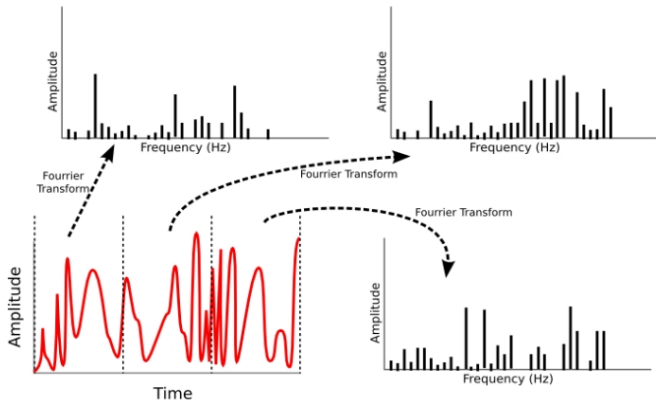 Amplitude
Frequency (Hz)
Amplitude
Frequency (Hz)
Fourrier
Transform
Fourrier Transform
Fourrier Transform
Amplitude
Time
Amplitude
Frequency (Hz)